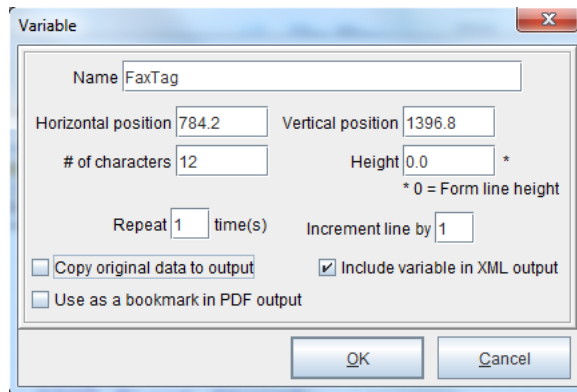 Variable
Name FaxTag
Horizontal position 784.2 Vertical position 1396.8
# of characters 12 Height 0.0 *
* 0 = Form line height
Repeat 1 time(s) Increment line by 1
Copy original data to output Include variable in XML output
Use as a bookmark in PDF output
OK Cancel